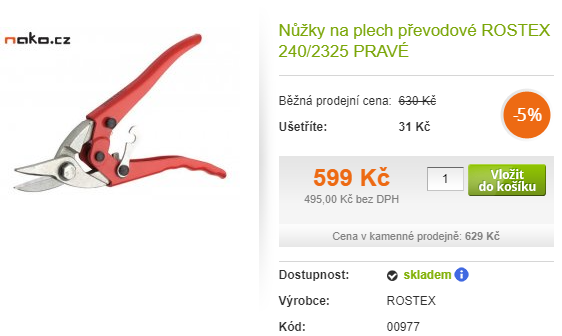 nako.cz
Nůžky na plech převodové ROSTEX
240/2325 PRAVÉ
Běžná prodejní cena: 630 Kč
Ušetříte: 31 Kč
-5%
599 Kč
495,00 Kč bez DPH
1
Vložit
do košíku
Cena v kamenné prodejně: 629 Kč
Dostupnost: skladem i
Výrobce: ROSTEX
Kód: 00977